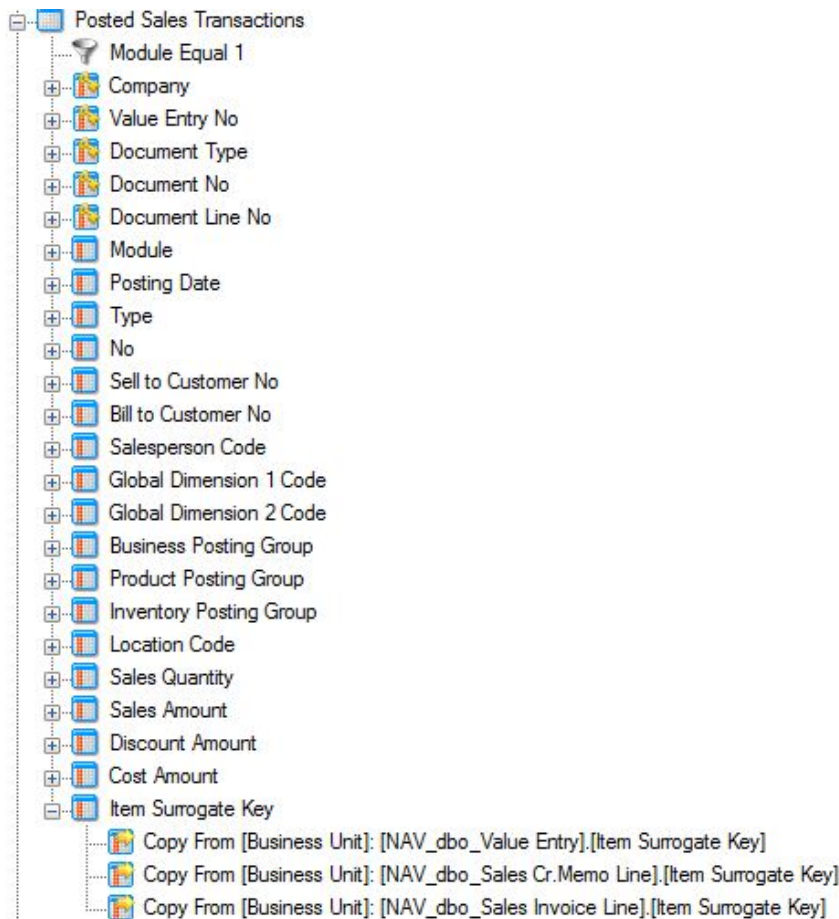 Posted Sales Transactions
Module Equal 1
Company
Value Entry No
Document Type
Document No
Document Line No
Module
Posting Date
Type
No
Sell to Customer No
Bill to Customer No
Salesperson Code
Global Dimension 1 Code
Global Dimension 2 Code
Business Posting Group
Product Posting Group
Inventory Posting Group
Location Code
Sales Quantity
Sales Amount
Discount Amount
Cost Amount
Item Surrogate Key
Copy From [Business Unit]: [NAV_dbo_Value Entry].[Item Surrogate Key]
Copy From [Business Unit]: [NAV_dbo_Sales Cr.Memo Line].[Item Surrogate Key]
Copy From [Business Unit]: [NAV_dbo_Sales Invoice Line].[Item Surrogate Key]